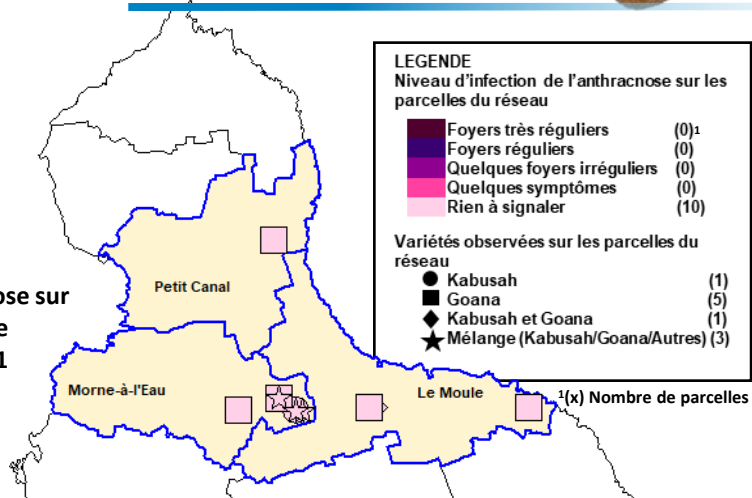 LEGENDE
Niveau d'infection de l'anthracnose sur les
parcelles du réseau
Foyers très réguliers (0)1
Foyers réguliers (0)
Quelques foyers irréguliers (0)
Quelques symptômes (0)
Rien à signaler (10)
Variétés observées sur les parcelles du
réseau
Kabusah (1)
Goana (5)
Kabusah et Goana (1)
Mélange (Kabusah/Goana/Autres) (3)
1(x) Nombre de parcelles
Petit Canal
ose sur
e
1
Morne-à-l'Eau
Le Moule